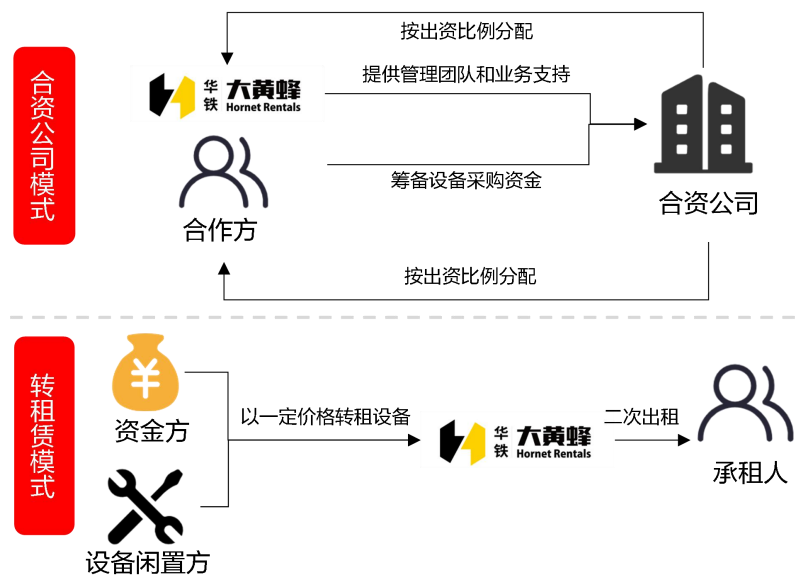 合资公司模式
按出资比例分配
华铁
大黄蜂
Hornet Rentals
提供管理团队和业务支持
筹备设备采购资金
合作方
合资公司
按出资比例分配
转租赁模式
资金方
以一定价格转租设备
华铁
大黄蜂
Hornet Rentals
二次出租
承租人
设备闲置方